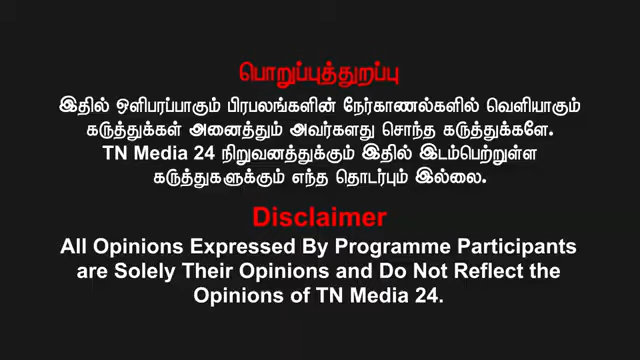 பொறுப்புத்துறப்பு
இதில் ஒளிபரப்பாகும் பிரபலங்களின் நேர்காணல்களில் வெளியாகும்
கருத்துக்கள் அனைத்தும் அவர்களது சொந்த கருத்துக்களே.
TN Media 24 நிறுவனத்துக்கும் இதில் இடம்பெற்றுள்ள
கருத்துகளுக்கும் எந்த தொடர்பும் இல்லை.
Disclaimer
All Opinions Expressed By Programme Participants
are Solely Their Opinions and Do Not Reflect the
Opinions of TN Media 24.